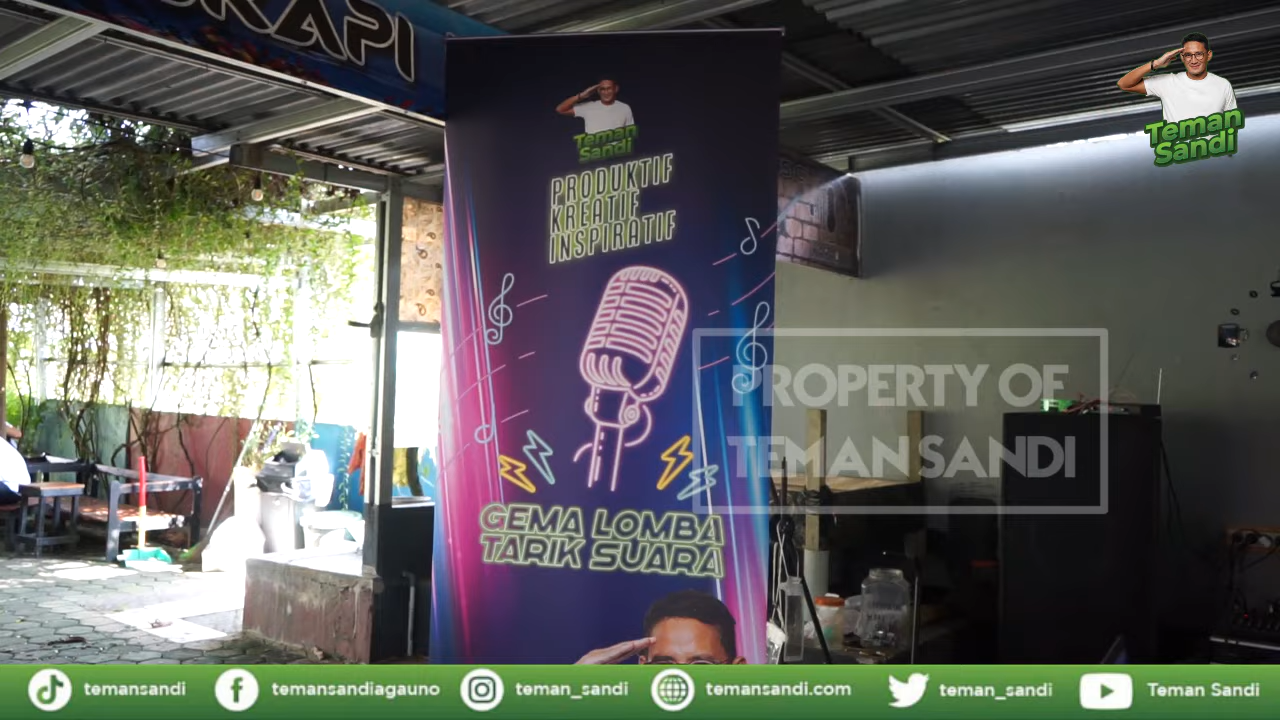 Teman
Sandi
Teman
Sandi
PRODUKTIF
KREATIF
INSPIRATIF
PROPERTY OF
TEMAN SANDI
GEMA LOMBA
TARIK SUARA
temansandi
temansandiagauno
teman_sandi
temansandi.com
teman_sandi
Teman Sandi